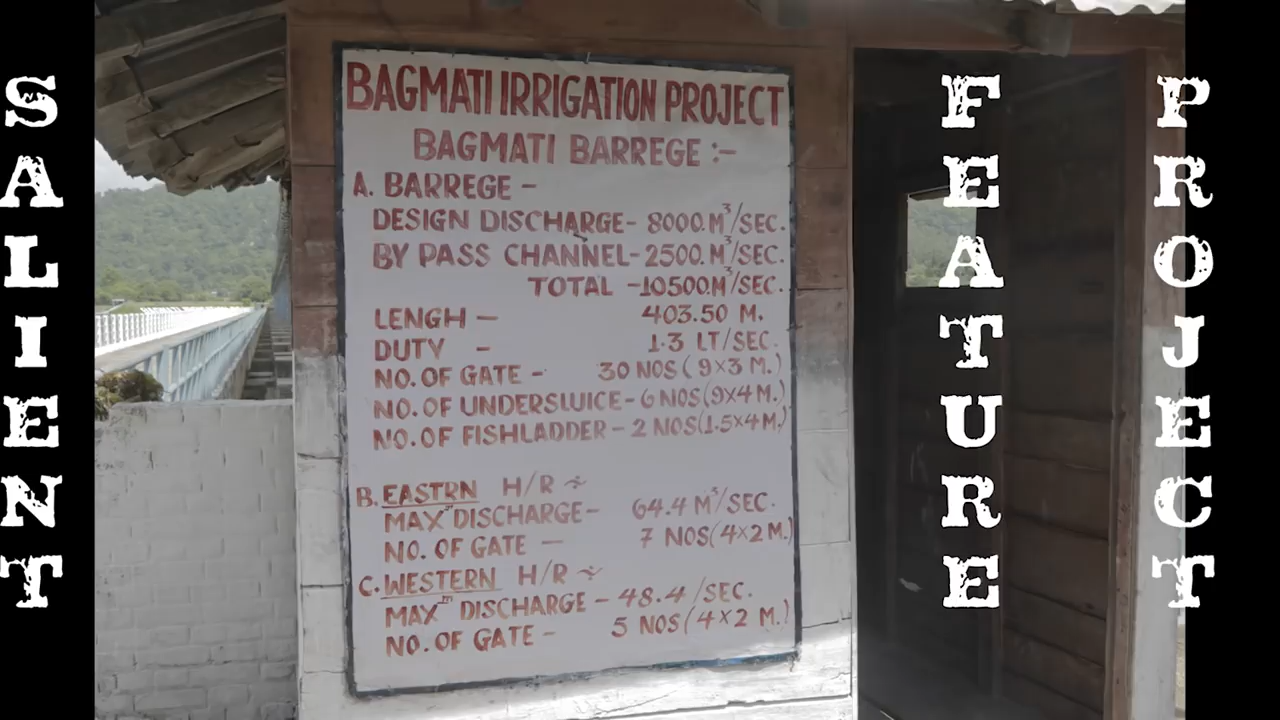 SALIENT
BAGMATI IRRIGATION PROJECT
BAGMATI BARREGE :-
A. BARREGE -
DESIGN DISCHARGE- 8000. M³/SEC.
BY PASS CHANNEL- 2500. M³/SEC.
TOTAL -10500M³/SEC.
LENGH - 403.50 M.
DUTY - 1.3 LT/SEC.
NO. OF GATE - 30 NOS ( 9×3 M.)
NO. OF UNDERSLUICE - 6 NOS (9×4 M.)
NO. OF FISHLADDER - 2 NOS(1.5×4 M.)
B. EASTRN H/R ÷
MAXᵐ DISCHARGE- 64.4 M³/SEC.
NO. OF GATE - 7 NOS(4×2 M.)
C. WESTERN H/R ÷
MAXᵐ DISCHARGE - 48.4 /SEC.
NO. OF GATE - 5 NOS(4×2 M.)
FEATURE
PROJECT